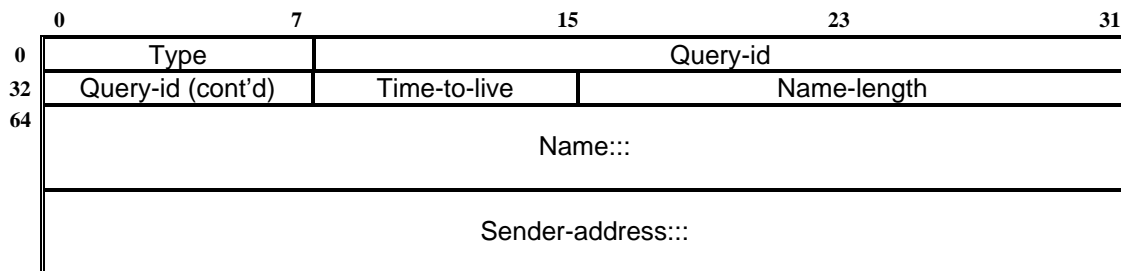 0 7 15 23 31
0 Type Query-id
32 Query-id (cont'd) Time-to-live Name-length
64
Name:::
Sender-address:::